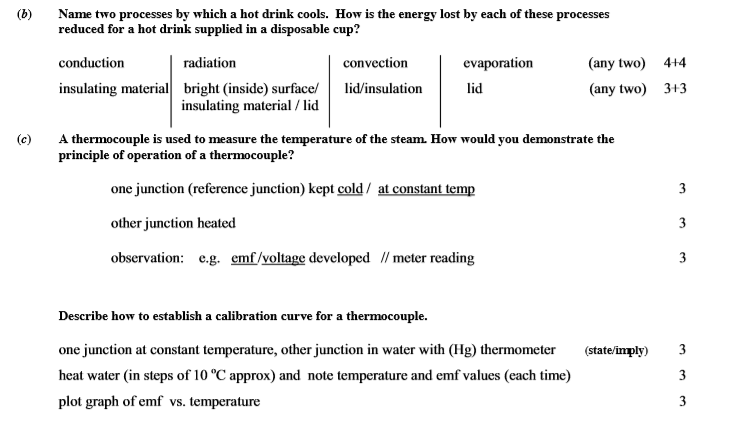 (b) Name two processes by which a hot drink cools. How is the energy lost by each of these processes
reduced for a hot drink supplied in a disposable cup?
conduction radiation convection evaporation (any two) 4+4
insulating material bright (inside) surface/ lid/insulation lid (any two) 3+3
insulating material / lid
(c) A thermocouple is used to measure the temperature of the steam. How would you demonstrate the
principle of operation of a thermocouple?
one junction (reference junction) kept cold / at constant temp 3
other junction heated 3
observation: e.g. emf/voltage developed // meter reading 3
Describe how to establish a calibration curve for a thermocouple.
one junction at constant temperature, other junction in water with (Hg) thermometer (state/imply) 3
heat water (in steps of 10 °C approx) and note temperature and emf values (each time) 3
plot graph of emf vs. temperature 3